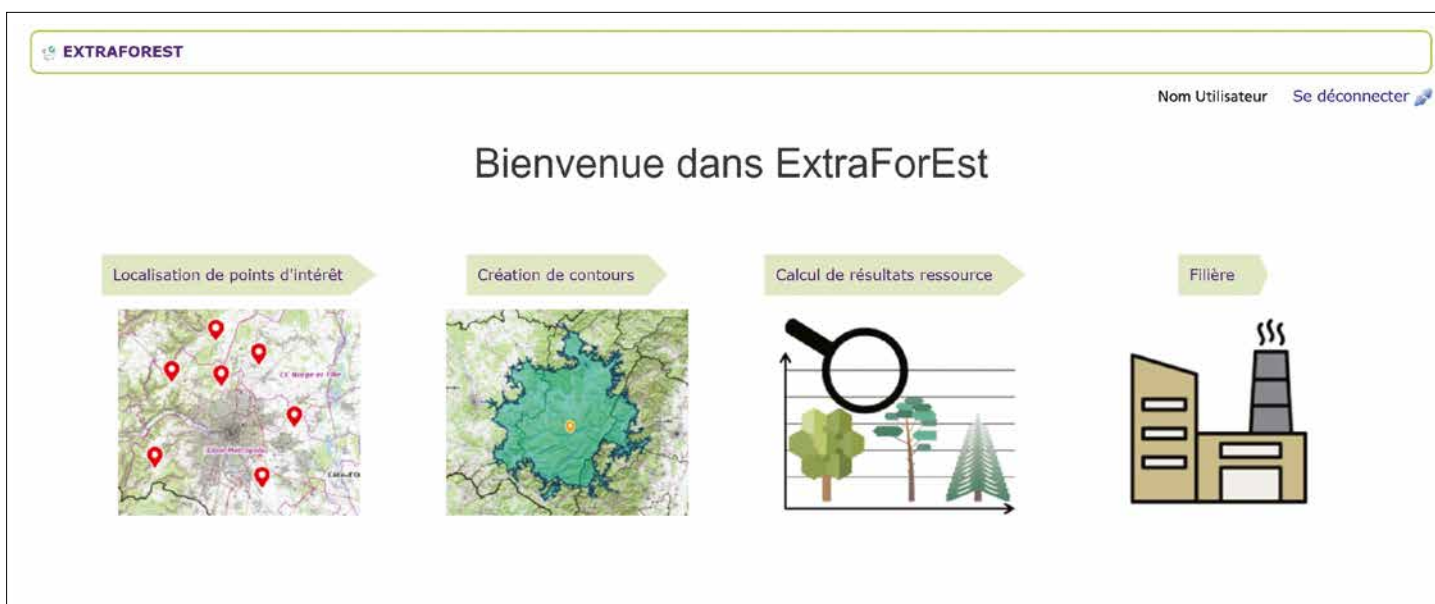 EXTRAFOREST
Nom Utilisateur Se déconnecter
Bienvenue dans ExtraForEst
Localisation de points d'intérêt
Création de contours
Calcul de résultats ressource
Filière